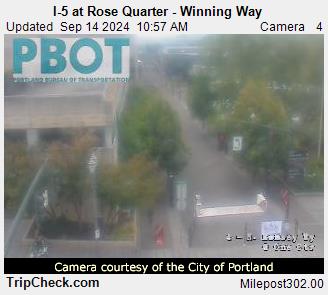 I-5 at Rose Quarter - Winning Way
Updated Sep 14 2024 10:57 AM Camera 4
PBOT
PORTLAND BUREAU OF TRANSPORTATION
Camera courtesy of the City of Portland
TripCheck.com Milepost302.00